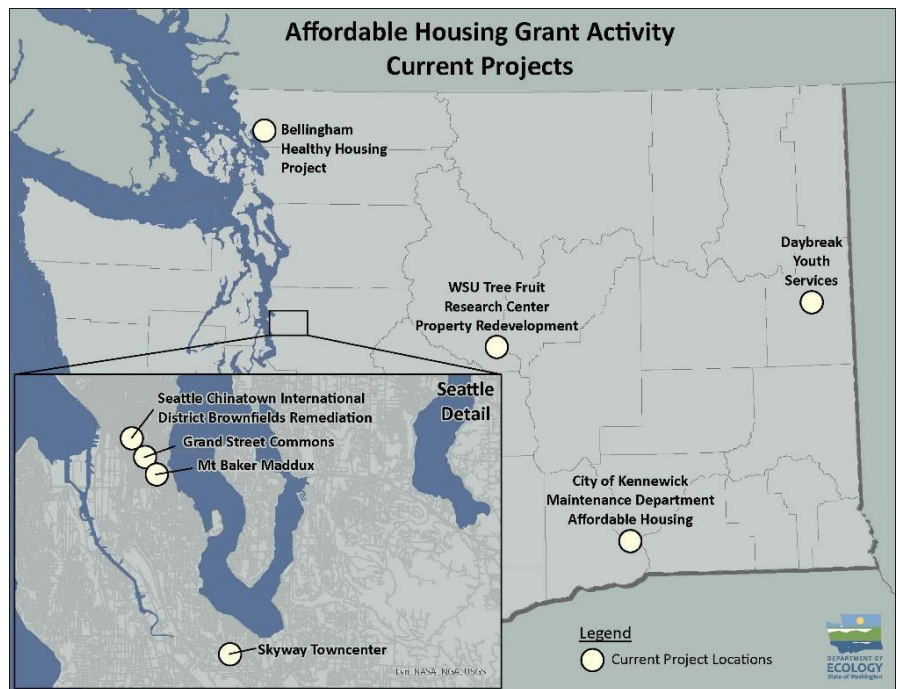 Affordable Housing Grant Activity
Current Projects
Bellingham
Healthy Housing
Project
Daybreak
Youth
Services
WSU Tree Fruit
Research Center
Property Redevelopment
Seattle
Detail
Seattle Chinatown International
District Brownfields Remediation
Grand Street Commons
Mt Baker Maddux
City of Kennewick
Maintenance Department
Affordable Housing
Skyway Towncenter
Esri, NASA, NGA, USGS
Legend
Current Project Locations
DEPARTMENT OF
ECOLOGY
State of Washington